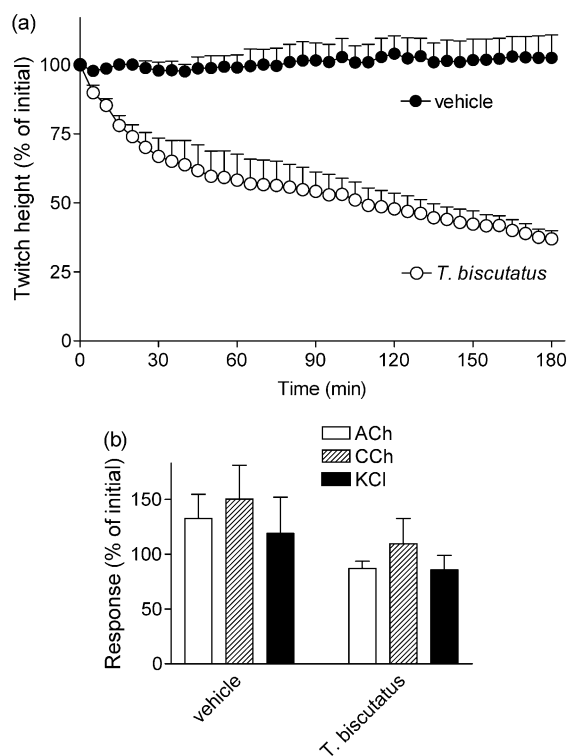 (a)
Twitch height (% of initial)
100
75
50
25
0
vehicle
T. biscutatus
0 30 60 90 120 150 180
Time (min)
(b)
ACh
CCh
KCl
Response (% of initial)
150
100
50
0
vehicle
T. biscutatus